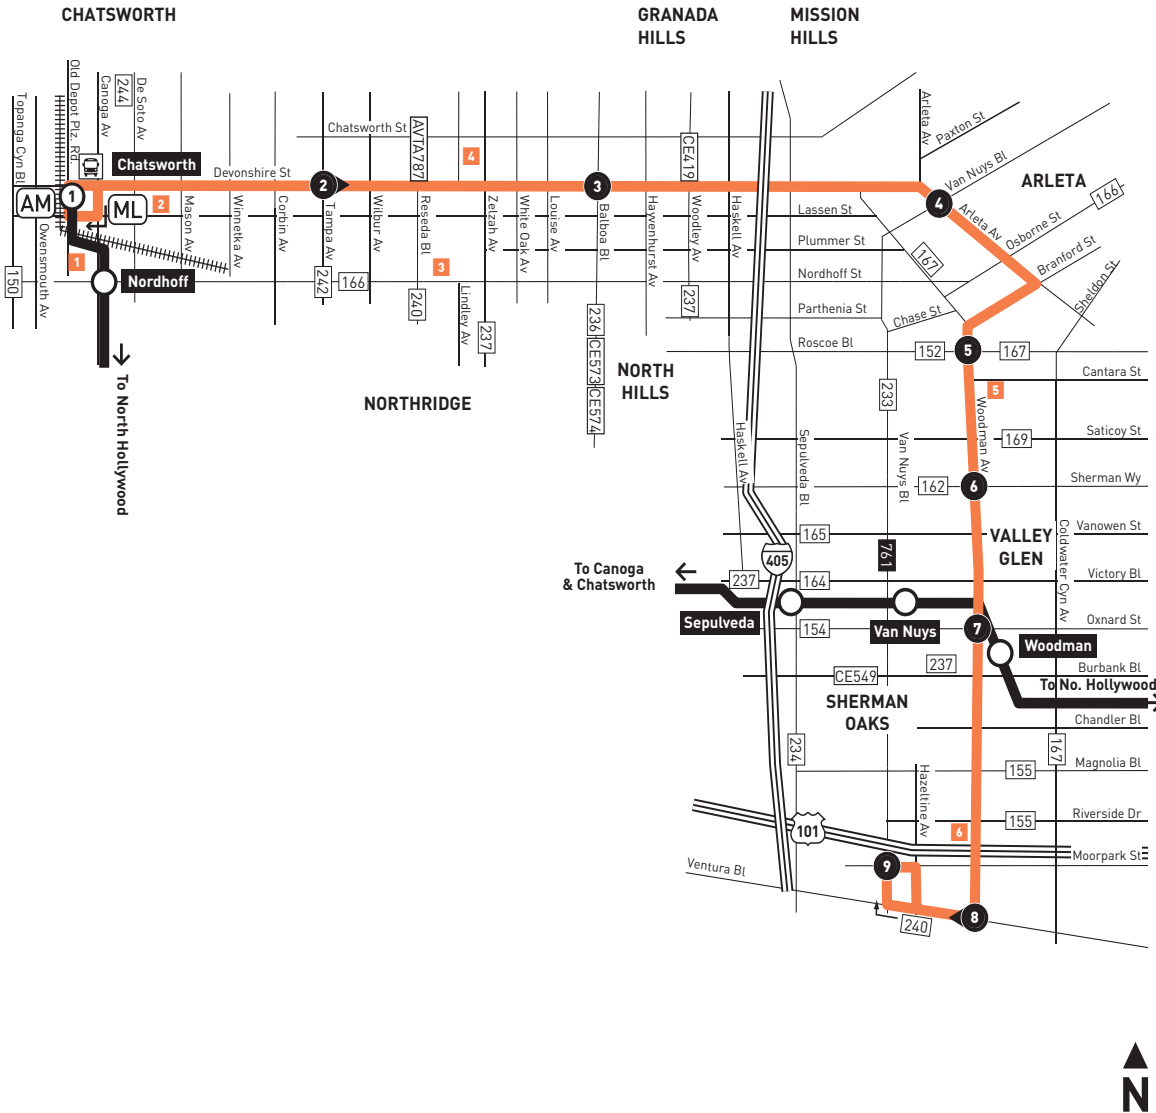 CHATSWORTH
GRANADA
HILLS
MISSION
HILLS
Topanga Cyn Bl
Old Depot Plz. Rd.
Canoga Av
244
De Soto Av
Chatsworth St
AVTA787
4
CE419
Arleta Av
Paxton St
Van Nuys Bl
ARLETA
Chatsworth
Devonshire St
1
2
3
4
AM
ML
2
Owensmouth Av
Mason Av
Winnetka Av
Corbin Av
Tampa Av
Wilbur Av
Reseda Bl
Zelzah Av
White Oak Av
Louise Av
Balboa Bl
Hayvenhurst Av
Woodley Av
Haskell Av
Lassen St
Plummer St
Nordhoff St
Parthenia St
Roscoe Bl
Arleta Av
Osborne St
166
Branford St
Sheldon St
167
Chase St
1
150
Nordhoff
242
166
3
240
Lindley Av
237
236
CE573
CE574
237
To North Hollywood
NORTHRIDGE
NORTH
HILLS
152
5
167
Cantara St
5
233
Woodman Av
Haskell Av
Sepulveda Bl
Van Nuys Bl
169
Saticoy St
162
6
Sherman Wy
165
VALLEY
GLEN
Coldwater Cyn Av
Vanowen St
761
405
To Canoga
& Chatsworth
237
164
Victory Bl
Sepulveda
154
Van Nuys
7
Oxnard St
Woodman
237
CE549
Burbank Bl
To No. Hollywood
SHERMAN
OAKS
Chandler Bl
234
167
Hazeltine Av
155
Magnolia Bl
101
6
155
Riverside Dr
Moorpark St
Ventura Bl
9
240
8
N